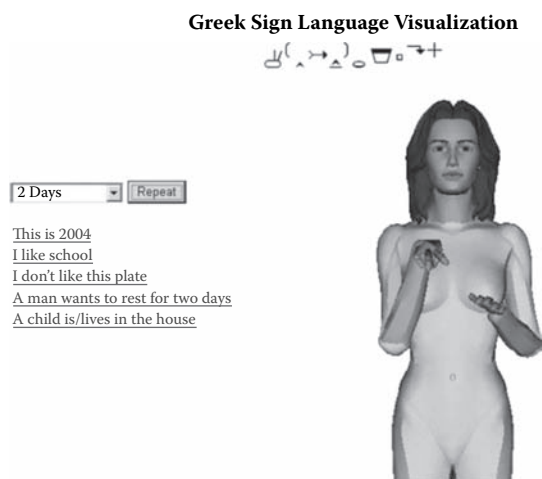 Greek Sign Language Visualization
2 Days
Repeat
This is 2004
I like school
I don't like this plate
A man wants to rest for two days
A child is/lives in the house